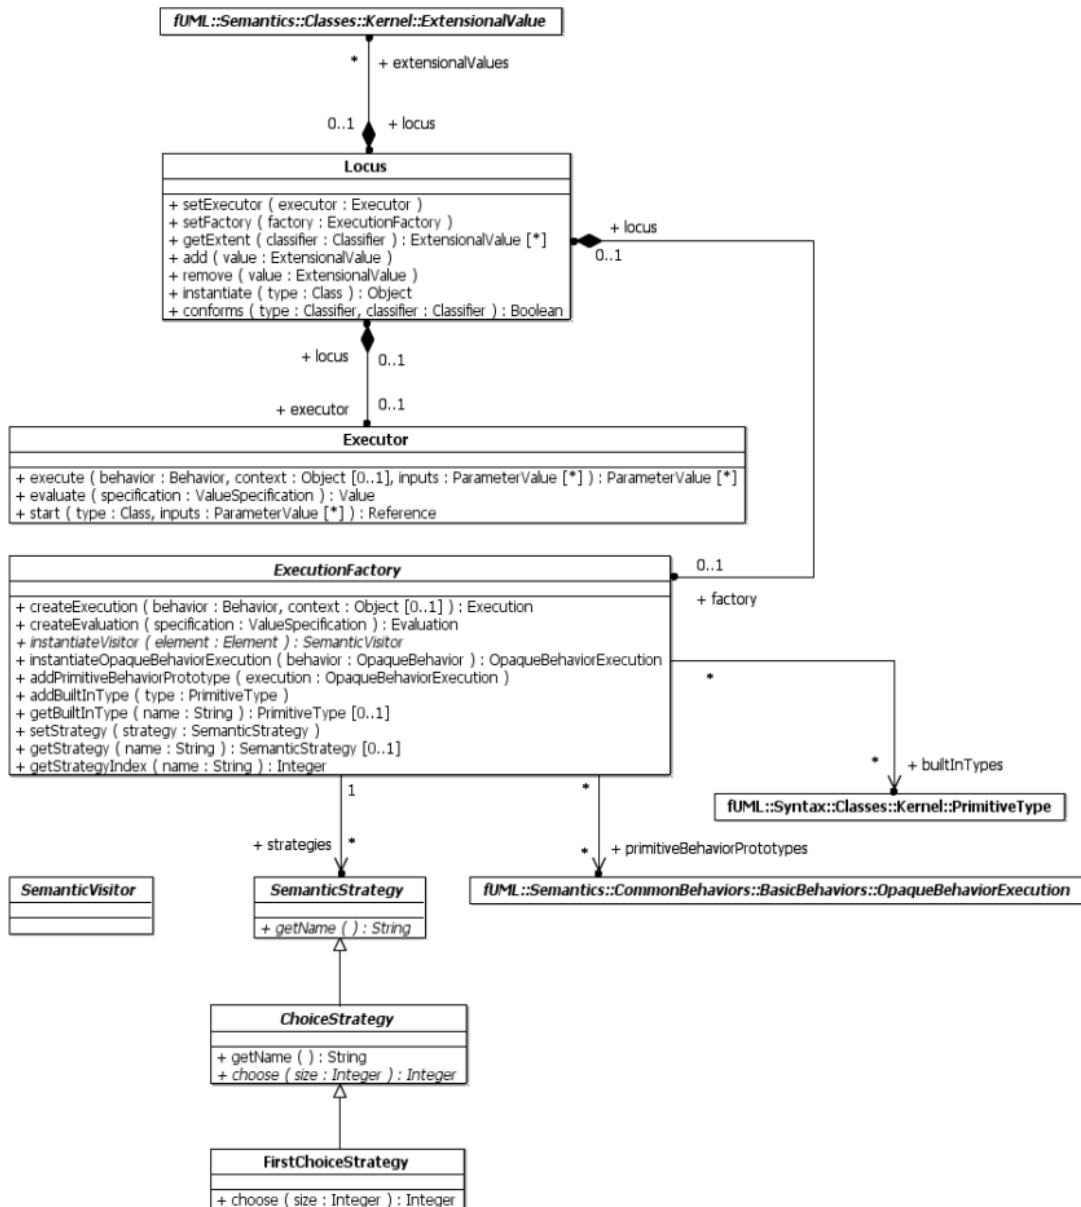 fUML::Semantics::Classes::Kernel::ExtensionalValue
* + extensionalValues
0..1 + locus
Locus
+ setExecutor ( executor : Executor )
+ setFactory ( factory : ExecutionFactory )
+ getExtent ( classifier : Classifier ) : ExtensionalValue [*]
+ add ( value : ExtensionalValue )
+ remove ( value : ExtensionalValue )
+ instantiate ( type : Class ) : Object
+ conforms ( type : Classifier, classifier : Classifier ) : Boolean
+ locus
0..1
+ locus 0..1
+ executor 0..1
Executor
+ execute ( behavior : Behavior, context : Object [0..1], inputs : ParameterValue [*] ) : ParameterValue [*]
+ evaluate ( specification : ValueSpecification ) : Value
+ start ( type : Class, inputs : ParameterValue [*] ) : Reference
0..1
+ factory
ExecutionFactory
+ createExecution ( behavior : Behavior, context : Object [0..1] ) : Execution
+ createEvaluation ( specification : ValueSpecification ) : Evaluation
+ instantiateVisitor ( element : Element ) : SemanticVisitor
+ instantiateOpaqueBehaviorExecution ( behavior : OpaqueBehavior ) : OpaqueBehaviorExecution
+ addPrimitiveBehaviorPrototype ( execution : OpaqueBehaviorExecution )
+ addBuiltInType ( type : PrimitiveType )
+ getBuiltInType ( name : String ) : PrimitiveType [0..1]
+ setStrategy ( strategy : SemanticStrategy )
+ getStrategy ( name : String ) : SemanticStrategy [0..1]
+ getStrategyIndex ( name : String ) : Integer
*
* + builtInTypes
fUML::Syntax::Classes::Kernel::PrimitiveType
1
+ strategies *
*
* + primitiveBehaviorPrototypes
SemanticVisitor
SemanticStrategy
+ getName ( ) : String
fUML::Semantics::CommonBehaviors::BasicBehaviors::OpaqueBehaviorExecution
ChoiceStrategy
+ getName ( ) : String
+ choose ( size : Integer ) : Integer
FirstChoiceStrategy
+ choose ( size : Integer ) : Integer